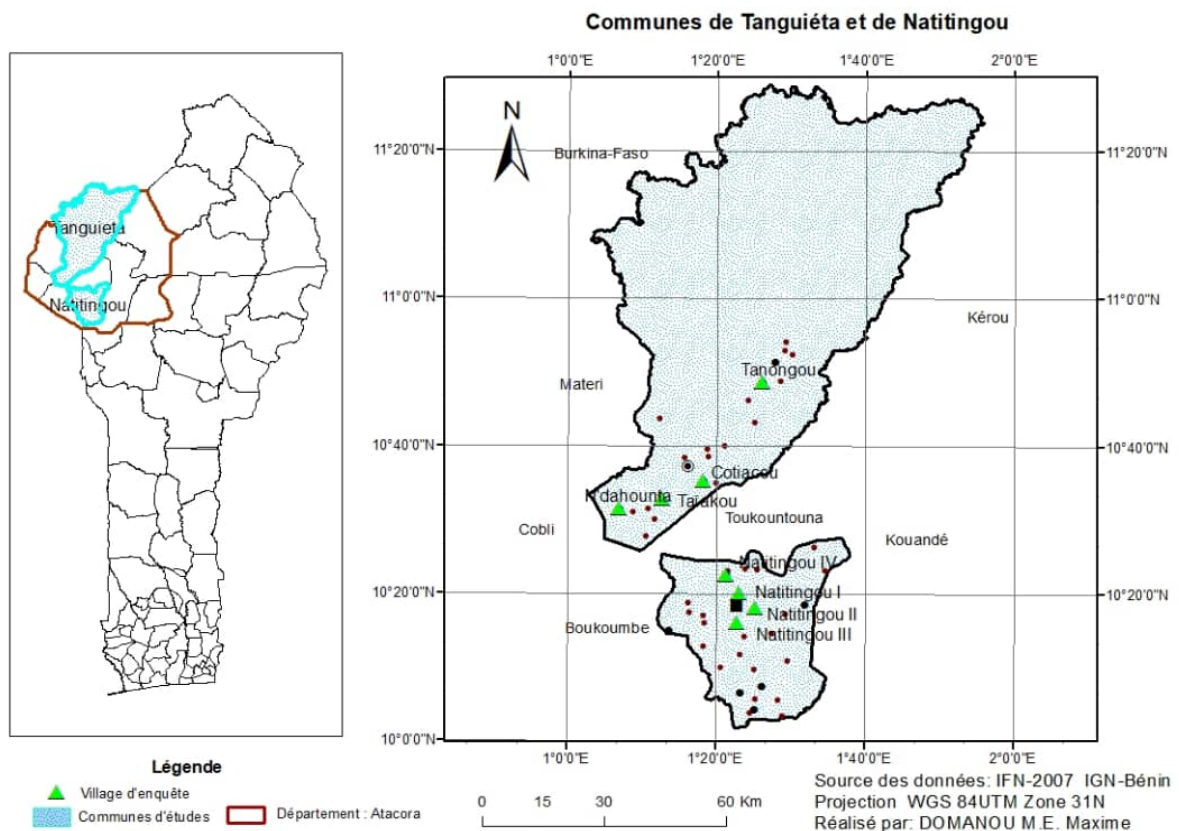 Communes de Tanguiéta et de Natitingou
1°0'0"E 1°20'0"E 1°40'0"E 2°0'0"E
N
11°20'0"N Burkina-Faso 11°20'0"N
Tanguieta
Natitingou
11°0'0"N 11°0'0"N
Kérou
Tanongou
Materi
10°40'0"N 10°40'0"N
Cotiacou
N'dahounta Taïakou
Toukountouna
Cobli Kouandé
Natitingou IV
10°20'0"N Natitingou I 10°20'0"N
Natitingou II
Boukoumbe Natitingou III
10°0'0"N 10°0'0"N
1°0'0"E 1°20'0"E 1°40'0"E 2°0'0"E
Légende
Village d'enquête
Communes d'études Département : Atacora
0 15 30 60 Km
Source des données: IFN-2007 IGN-Bénin
Projection WGS 84UTM Zone 31N
Réalisé par: DOMANOU M.E. Maxime